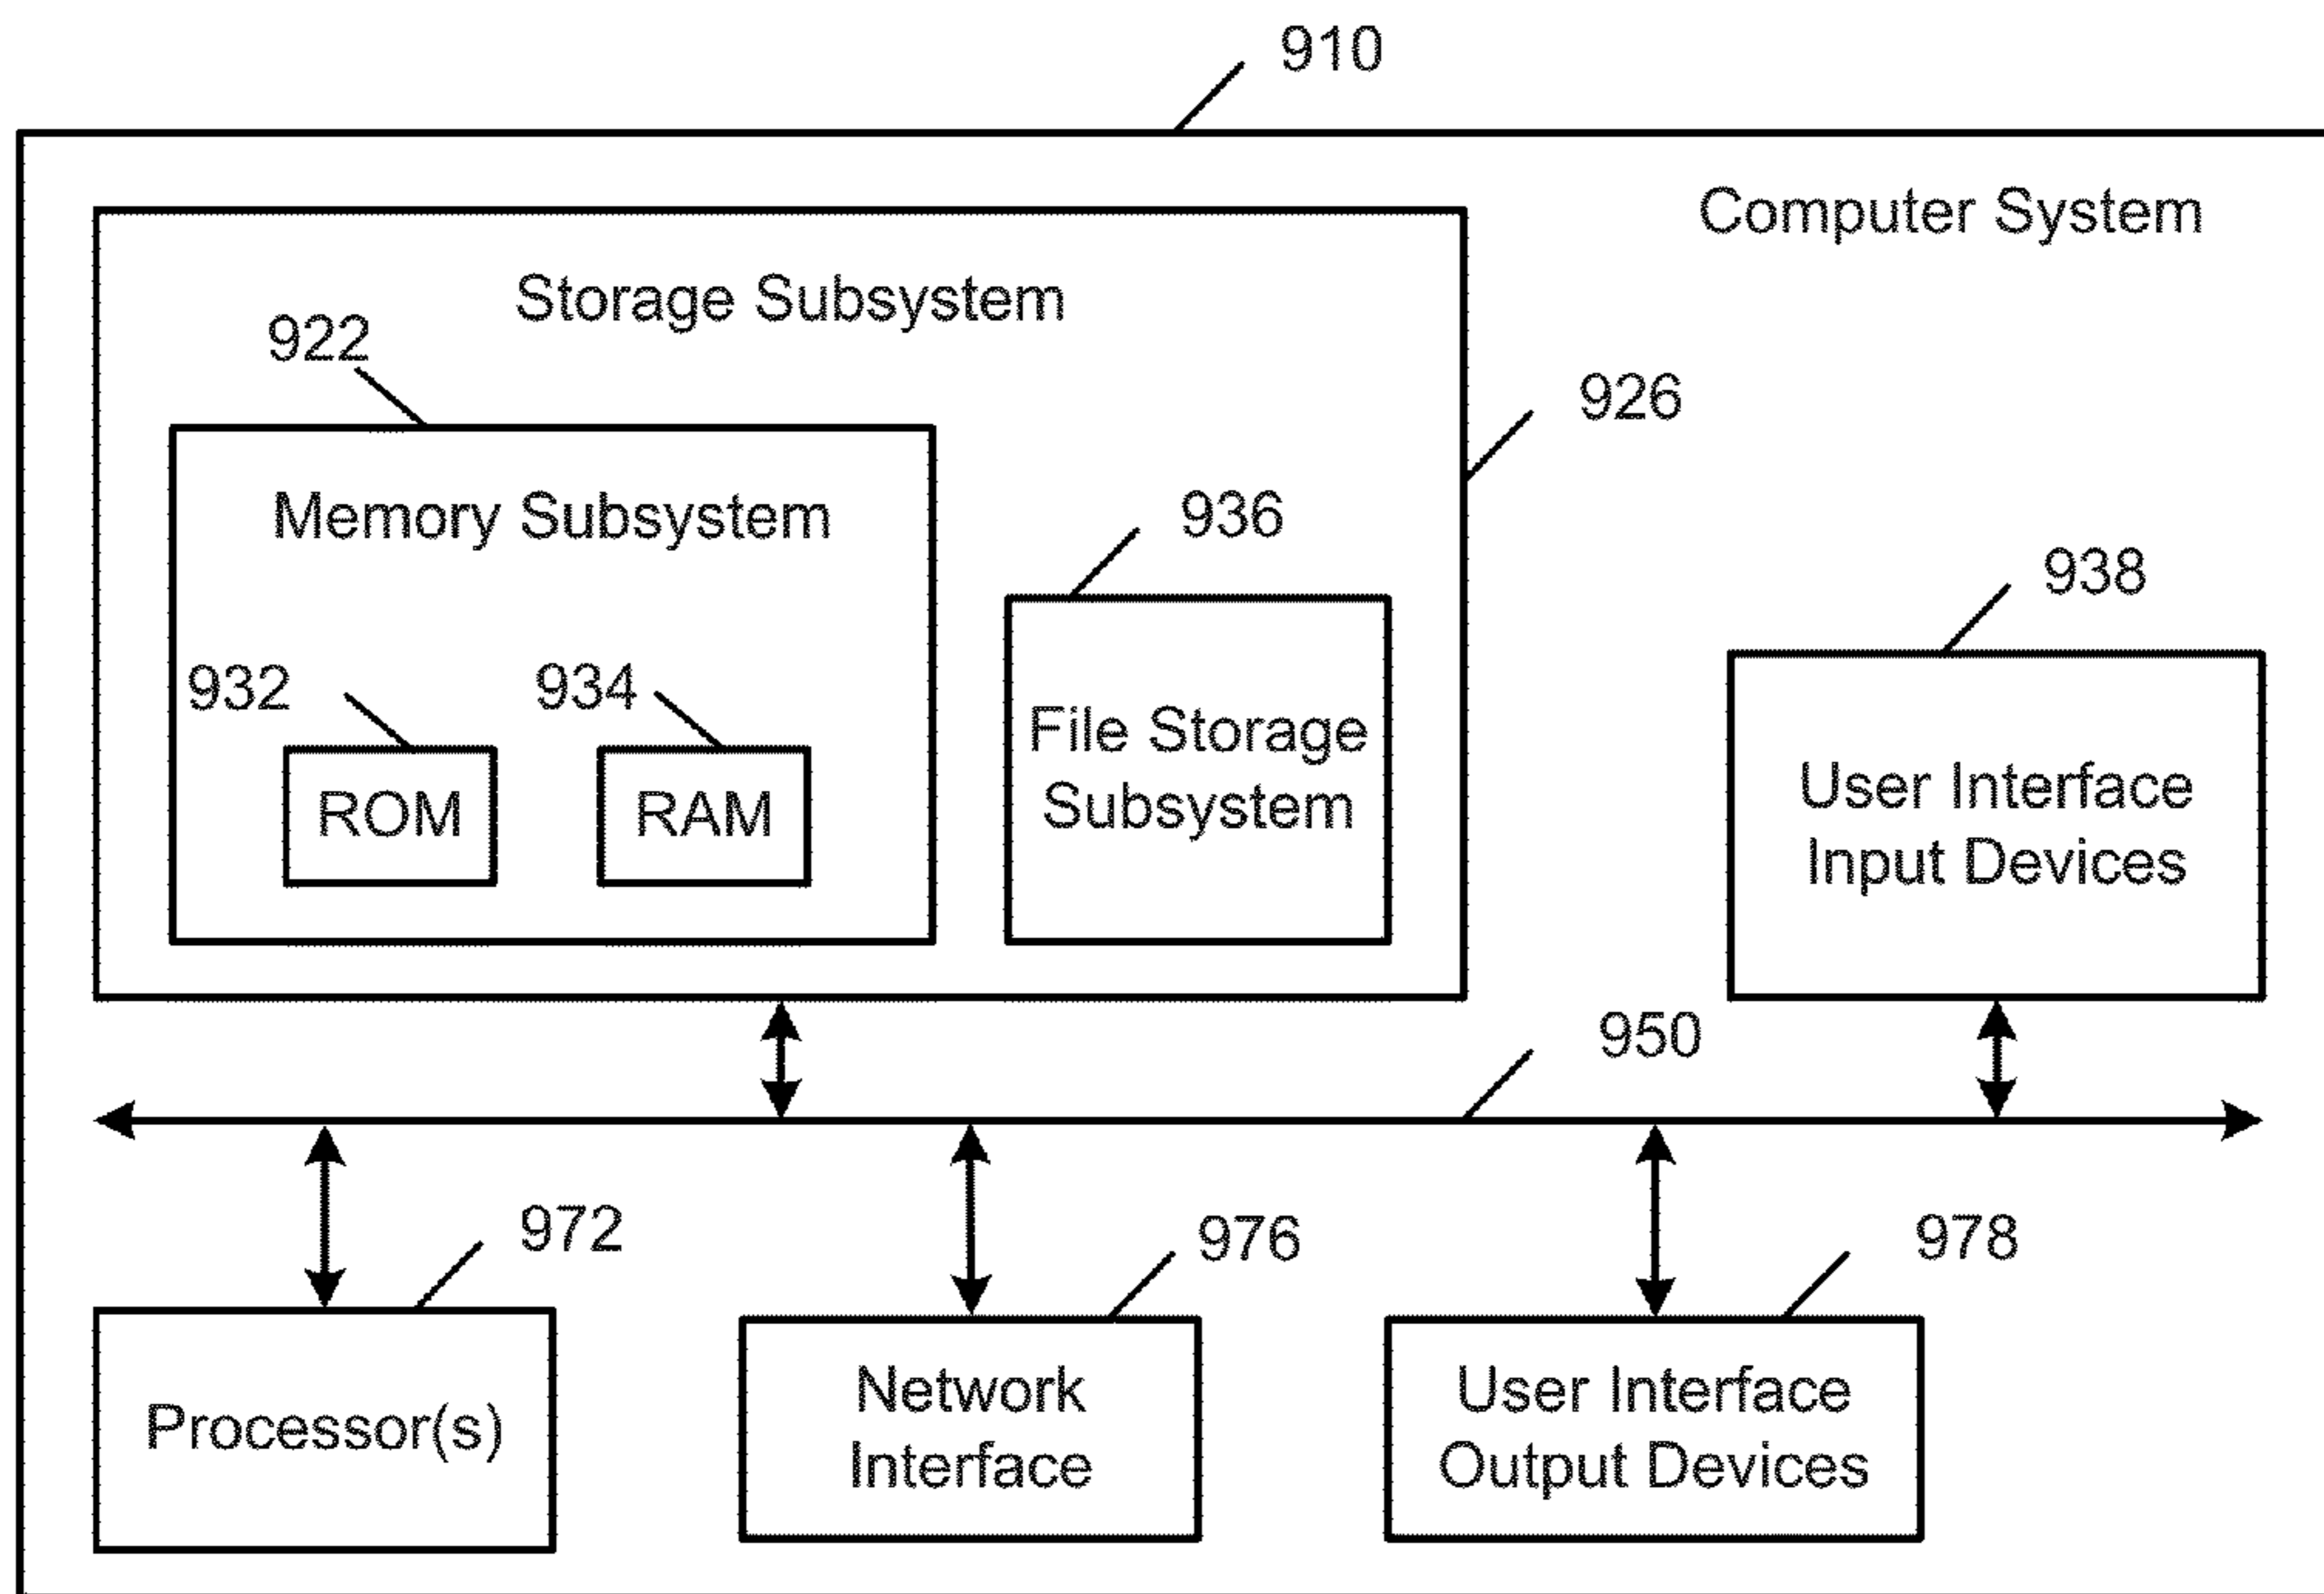 910
Computer System
Storage Subsystem
922
926
Memory Subsystem
936
938
932
934
File Storage
Subsystem
ROM
RAM
User Interface
Input Devices
950
972
976
978
Processor(s)
Network
Interface
User Interface
Output Devices